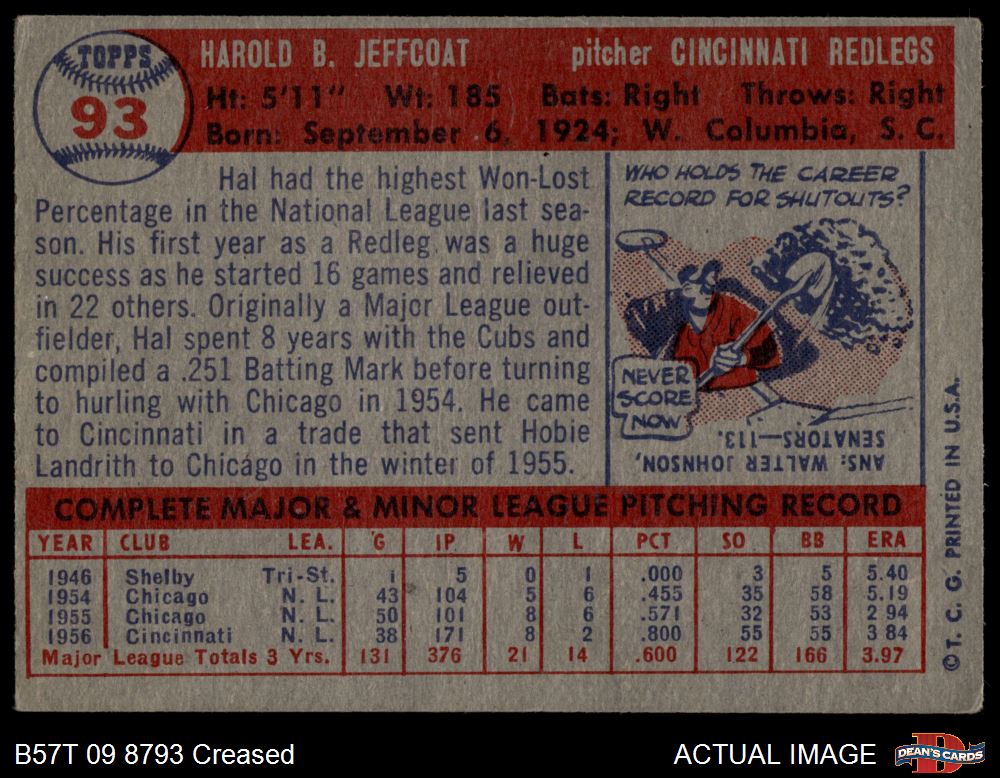 TOPPS
93
HAROLD B. JEFFCOAT pitcher CINCINNATI REDLEGS
Ht: 5'11" Wt: 185 Bats: Right Throws: Right
Born: September 6, 1924; W. Columbia, S. C.
Hal had the highest Won-Lost
Percentage in the National League last sea-
son. His first year as a Redleg was a huge
success as he started 16 games and relieved
in 22 others. Originally a Major League out-
fielder, Hal spent 8 years with the Cubs and
compiled a .251 Batting Mark before turning
to hurling with Chicago in 1954. He came
to Cincinnati in a trade that sent Hobie
Landrith to Chicago in the winter of 1955.
WHO HOLDS THE CAREER
RECORD FOR SHUTOUTS?
NEVER
SCORE
NOW
ANS: WALTER JOHNSON,
SENATORS—113.
COMPLETE MAJOR & MINOR LEAGUE PITCHING RECORD
YEAR CLUB LEA. G IP W L PCT SO BB ERA
1946 Shelby Tri-St. 1 5 0 1 .000 3 5 5.40
1954 Chicago N. L. 43 104 5 6 .455 35 58 5.19
1955 Chicago N. L. 50 101 8 6 .571 32 53 2 94
1956 Cincinnati N. L. 38 171 8 2 .800 55 55 3 84
Major League Totals 3 Yrs. 131 376 21 14 .600 122 166 3.97
© T. C. G. PRINTED IN U.S.A.
B57T 09 8793 Creased
ACTUAL IMAGE
DEAN'S CARDS